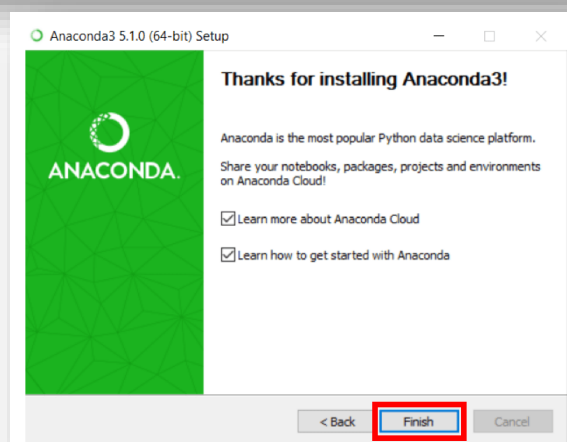 Anaconda3 5.1.0 (64-bit) Setup
Thanks for installing Anaconda3!
ANACONDA.
Anaconda is the most popular Python data science platform.
Share your notebooks, packages, projects and environments
on Anaconda Cloud!
Learn more about Anaconda Cloud
Learn how to get started with Anaconda
< Back
Finish
Cancel